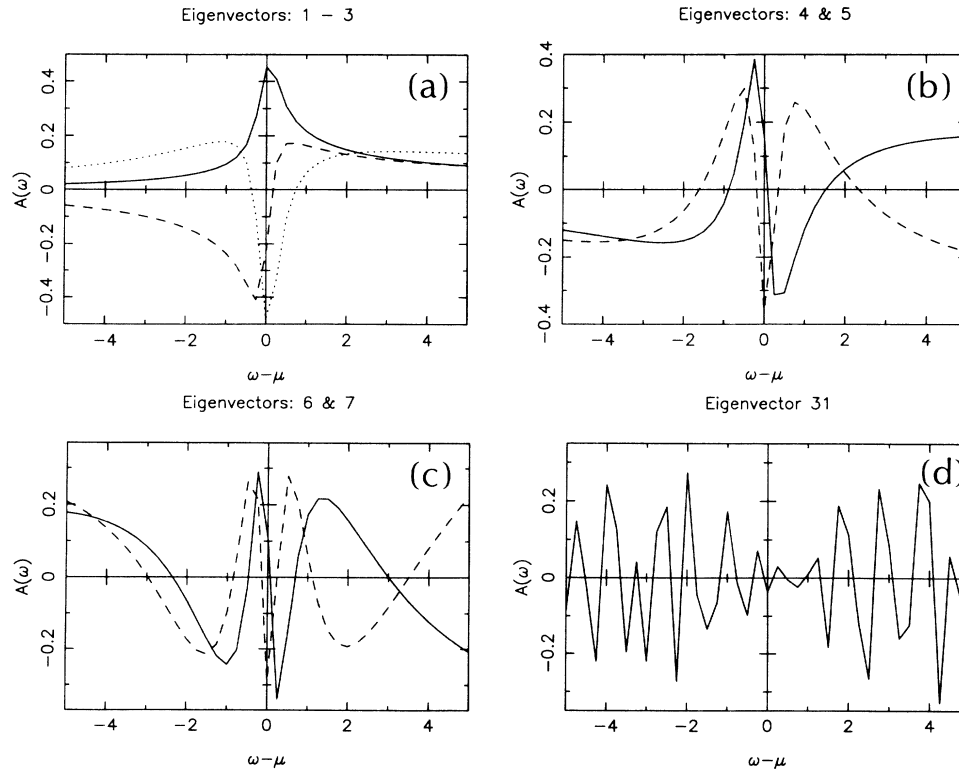 Eigenvectors: 1 – 3
(a)
0.4
0.2
0
−0.2
−0.4
A(ω)
−4 −2 0 2 4
ω−μ
Eigenvectors: 4 & 5
(b)
0.4
0.2
0
−0.2
−0.4
A(ω)
−4 −2 0 2 4
ω−μ
Eigenvectors: 6 & 7
(c)
0.2
0
−0.2
A(ω)
−4 −2 0 2 4
ω−μ
Eigenvector 31
(d)
0.2
0
−0.2
A(ω)
−4 −2 0 2 4
ω−μ